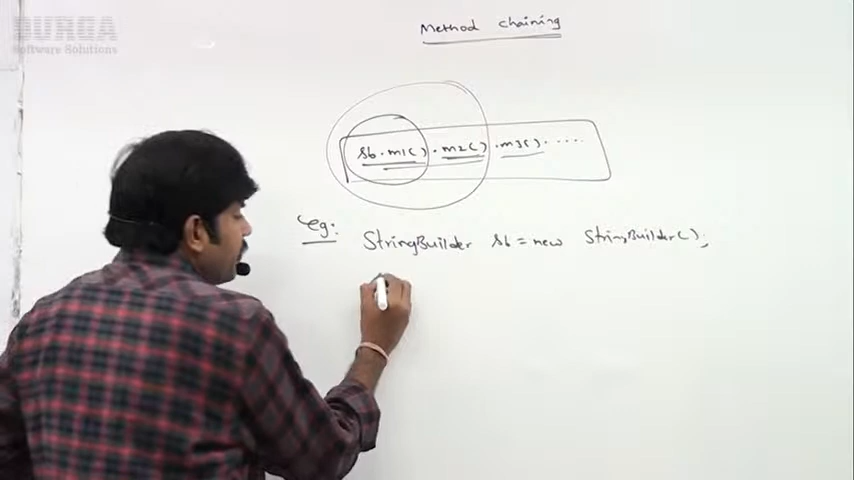 DURGA
Software Solutions
Method chaining
sb.m1().m2().m3().....
Eg:
StringBuilder sb = new StringBuilder();